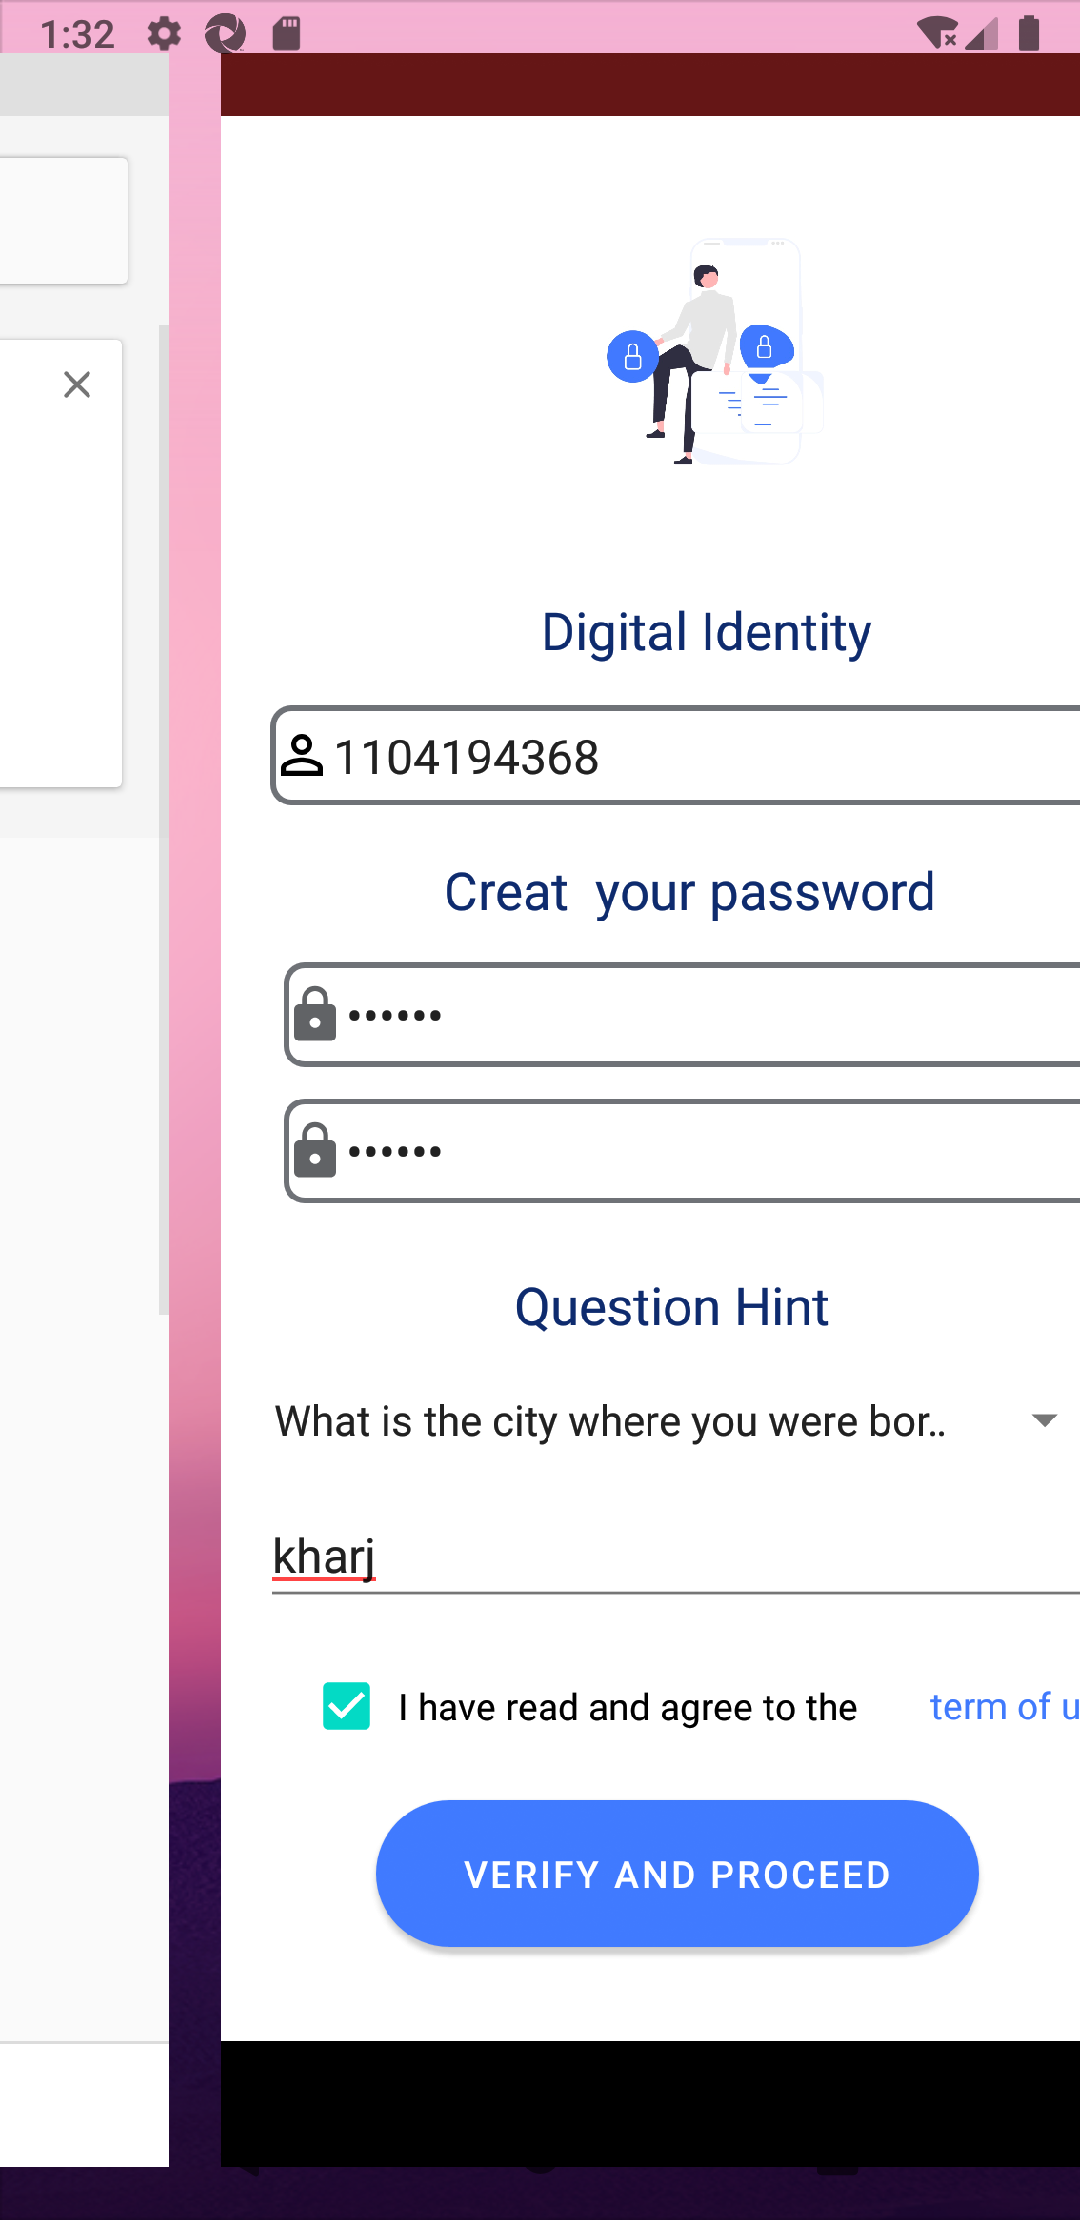 1:32
Digital Identity
1104194368
Creat your password
••••••
••••••
Question Hint
What is the city where you were bor..
kharj
I have read and agree to the term of u
VERIFY AND PROCEED